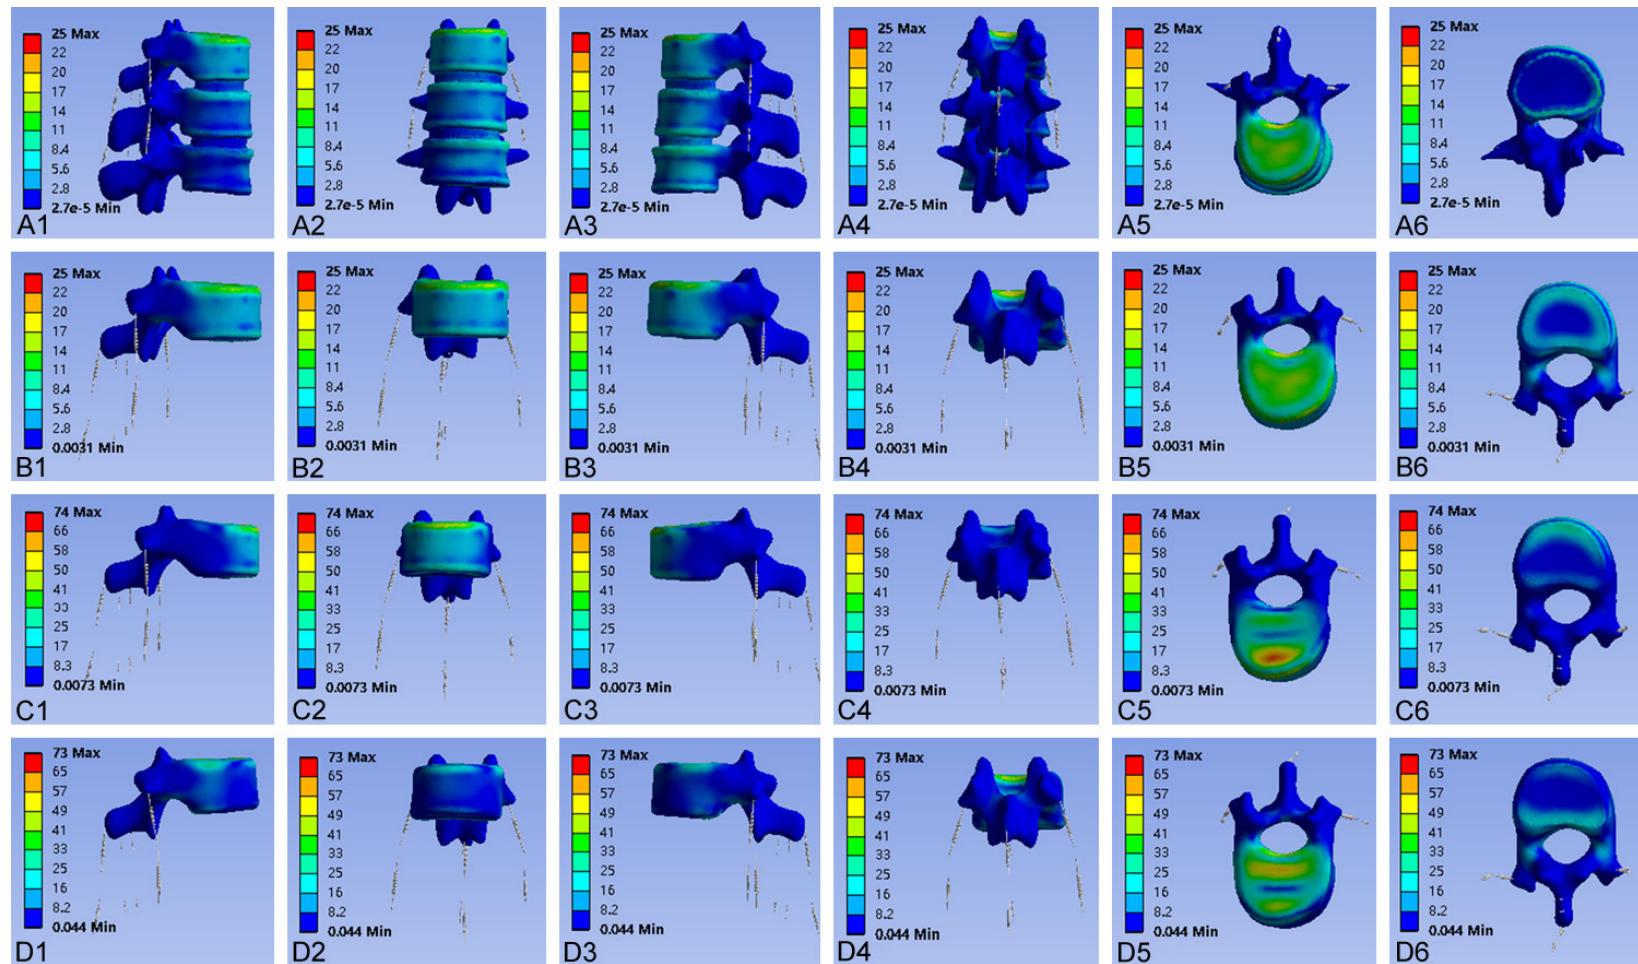 25 Max
22
20
17
14
11
8.4
5.6
2.8
2.7e-5 Min
A1
25 Max
22
20
17
14
11
8.4
5.6
2.8
2.7e-5 Min
A2
25 Max
22
20
17
14
11
8.4
5.6
2.8
2.7e-5 Min
A3
25 Max
22
20
17
14
11
8.4
5.6
2.8
2.7e-5 Min
A4
25 Max
22
20
17
14
11
8.4
5.6
2.8
2.7e-5 Min
A5
25 Max
22
20
17
14
11
8.4
5.6
2.8
2.7e-5 Min
A6
25 Max
22
20
17
14
11
8.4
5.6
2.8
0.0031 Min
B1
25 Max
22
20
17
14
11
8.4
5.6
2.8
0.0031 Min
B2
25 Max
22
20
17
14
11
8.4
5.6
2.8
0.0031 Min
B3
25 Max
22
20
17
14
11
8.4
5.6
2.8
0.0031 Min
B4
25 Max
22
20
17
14
11
8.4
5.6
2.8
0.0031 Min
B5
25 Max
22
20
17
14
11
8.4
5.6
2.8
0.0031 Min
B6
74 Max
66
58
50
41
33
25
17
8.3
0.0073 Min
C1
74 Max
66
58
50
41
33
25
17
8.3
0.0073 Min
C2
74 Max
66
58
50
41
33
25
17
8.3
0.0073 Min
C3
74 Max
66
58
50
41
33
25
17
8.3
0.0073 Min
C4
74 Max
66
58
50
41
33
25
17
8.3
0.0073 Min
C5
74 Max
66
58
50
41
33
25
17
8.3
0.0073 Min
C6
73 Max
65
57
49
41
33
25
16
8.2
0.044 Min
D1
73 Max
65
57
49
41
33
25
16
8.2
0.044 Min
D2
73 Max
65
57
49
41
33
25
16
8.2
0.044 Min
D3
73 Max
65
57
49
41
33
25
16
8.2
0.044 Min
D4
73 Max
65
57
49
41
33
25
16
8.2
0.044 Min
D5
73 Max
65
57
49
41
33
25
16
8.2
0.044 Min
D6